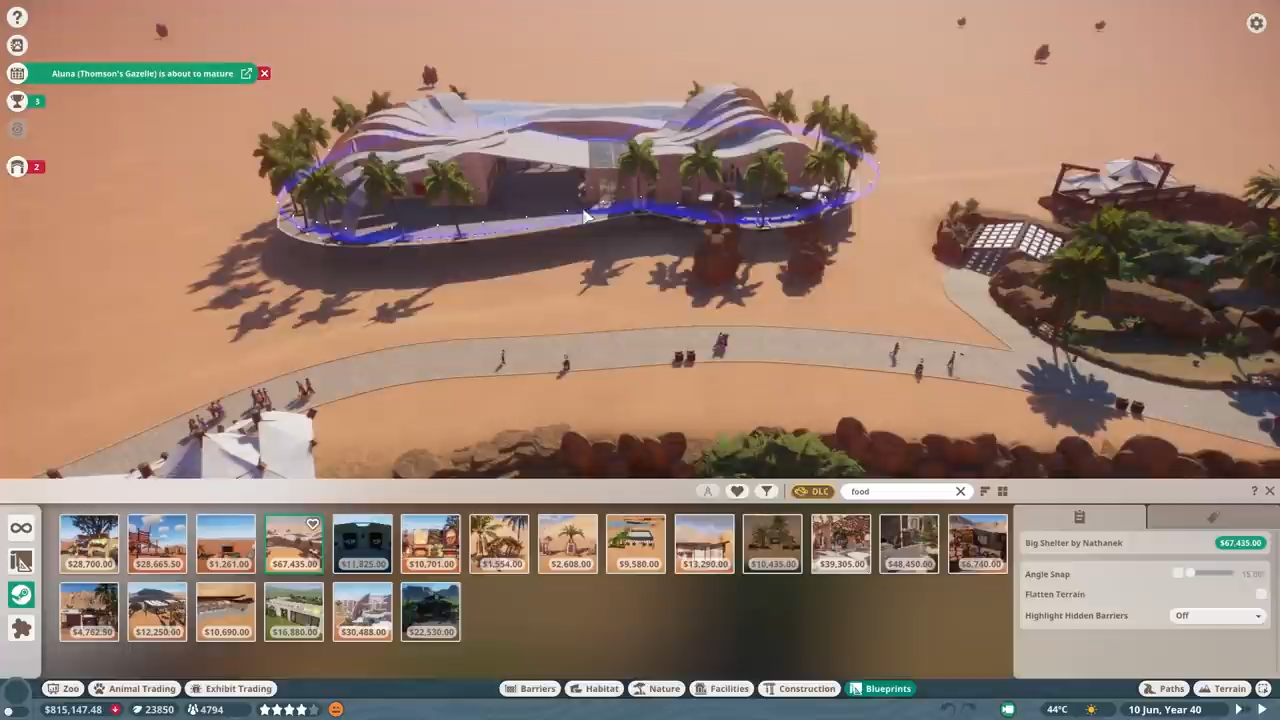 ?
Aluna (Thomson's Gazelle) is about to mature
3
2
DLC
food
? 
$28,700.00 $28,665.50 $1,261.00 $67,435.00 $11,825.00 $10,701.00 $1,554.00 $2,608.00 $9,580.00 $13,290.00 $10,435.00 $39,305.00 $48,450.00 $6,740.00
$4,762.50 $12,250.00 $10,690.00 $16,880.00 $30,488.00 $22,530.00
Big Shelter by Nathanek $67,435.00
Angle Snap 15.00
Flatten Terrain
Highlight Hidden Barriers Off
Zoo Animal Trading Exhibit Trading Barriers Habitat Nature Facilities Construction Blueprints Paths Terrain
$815,147.48 23850 4794 44°C 10 Jun, Year 40